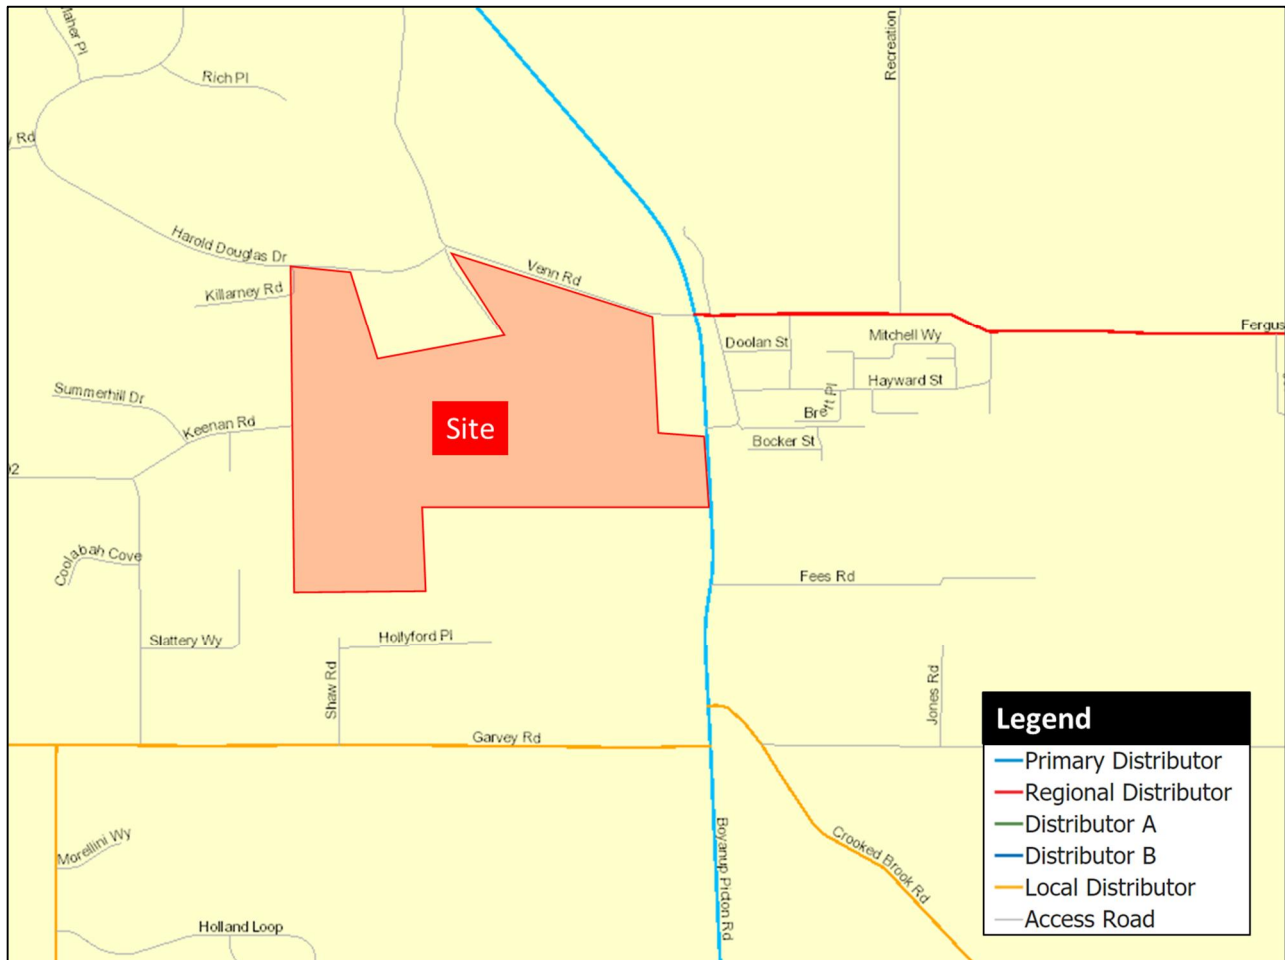 Maher Pl
Rich Pl
Recreation
y Rd
Harold Douglas Dr
Venn Rd
Killarney Rd
Fergus
Doolan St
Mitchell Wy
Hayward St
Summerhill Dr
Brett Pl
Keenan Rd
Site
Bocker St
02
Coolabah Cove
Fees Rd
Slattery Wy
Hollyford Pl
Shaw Rd
Jones Rd
Garvey Rd
Boyanup Picton Rd
Crooked Brook Rd
Morellini Wy
Holland Loop
Legend
Primary Distributor
Regional Distributor
Distributor A
Distributor B
Local Distributor
Access Road